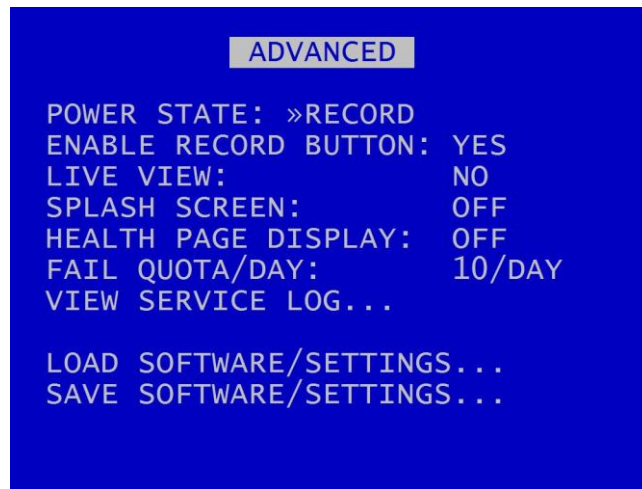 ADVANCED
POWER STATE: »RECORD
ENABLE RECORD BUTTON: YES
LIVE VIEW: NO
SPLASH SCREEN: OFF
HEALTH PAGE DISPLAY: OFF
FAIL QUOTA/DAY: 10/DAY
VIEW SERVICE LOG...
LOAD SOFTWARE/SETTINGS...
SAVE SOFTWARE/SETTINGS...